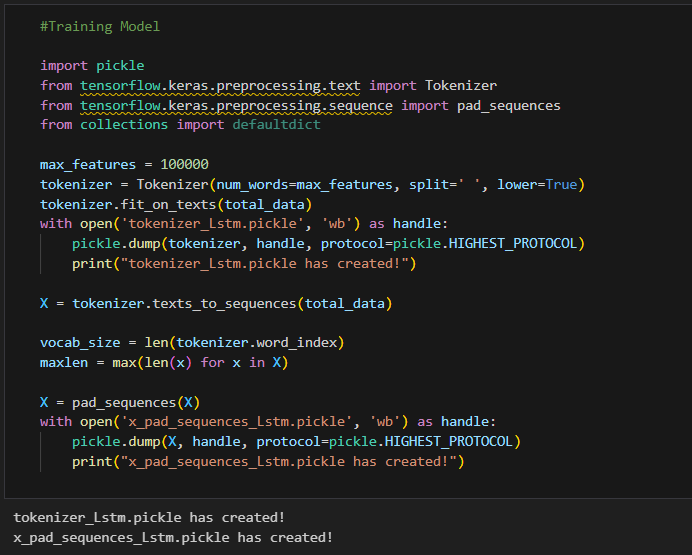 #Training Model
import pickle
from tensorflow.keras.preprocessing.text import Tokenizer
from tensorflow.keras.preprocessing.sequence import pad_sequences
from collections import defaultdict
max_features = 100000
tokenizer = Tokenizer(num_words=max_features, split=' ', lower=True)
tokenizer.fit_on_texts(total_data)
with open('tokenizer_Lstm.pickle', 'wb') as handle:
    pickle.dump(tokenizer, handle, protocol=pickle.HIGHEST_PROTOCOL)
    print("tokenizer_Lstm.pickle has created!")
X = tokenizer.texts_to_sequences(total_data)
vocab_size = len(tokenizer.word_index)
maxlen = max(len(x) for x in X)
X = pad_sequences(X)
with open('x_pad_sequences_Lstm.pickle', 'wb') as handle:
    pickle.dump(X, handle, protocol=pickle.HIGHEST_PROTOCOL)
    print("x_pad_sequences_Lstm.pickle has created!")
tokenizer_Lstm.pickle has created!
x_pad_sequences_Lstm.pickle has created!